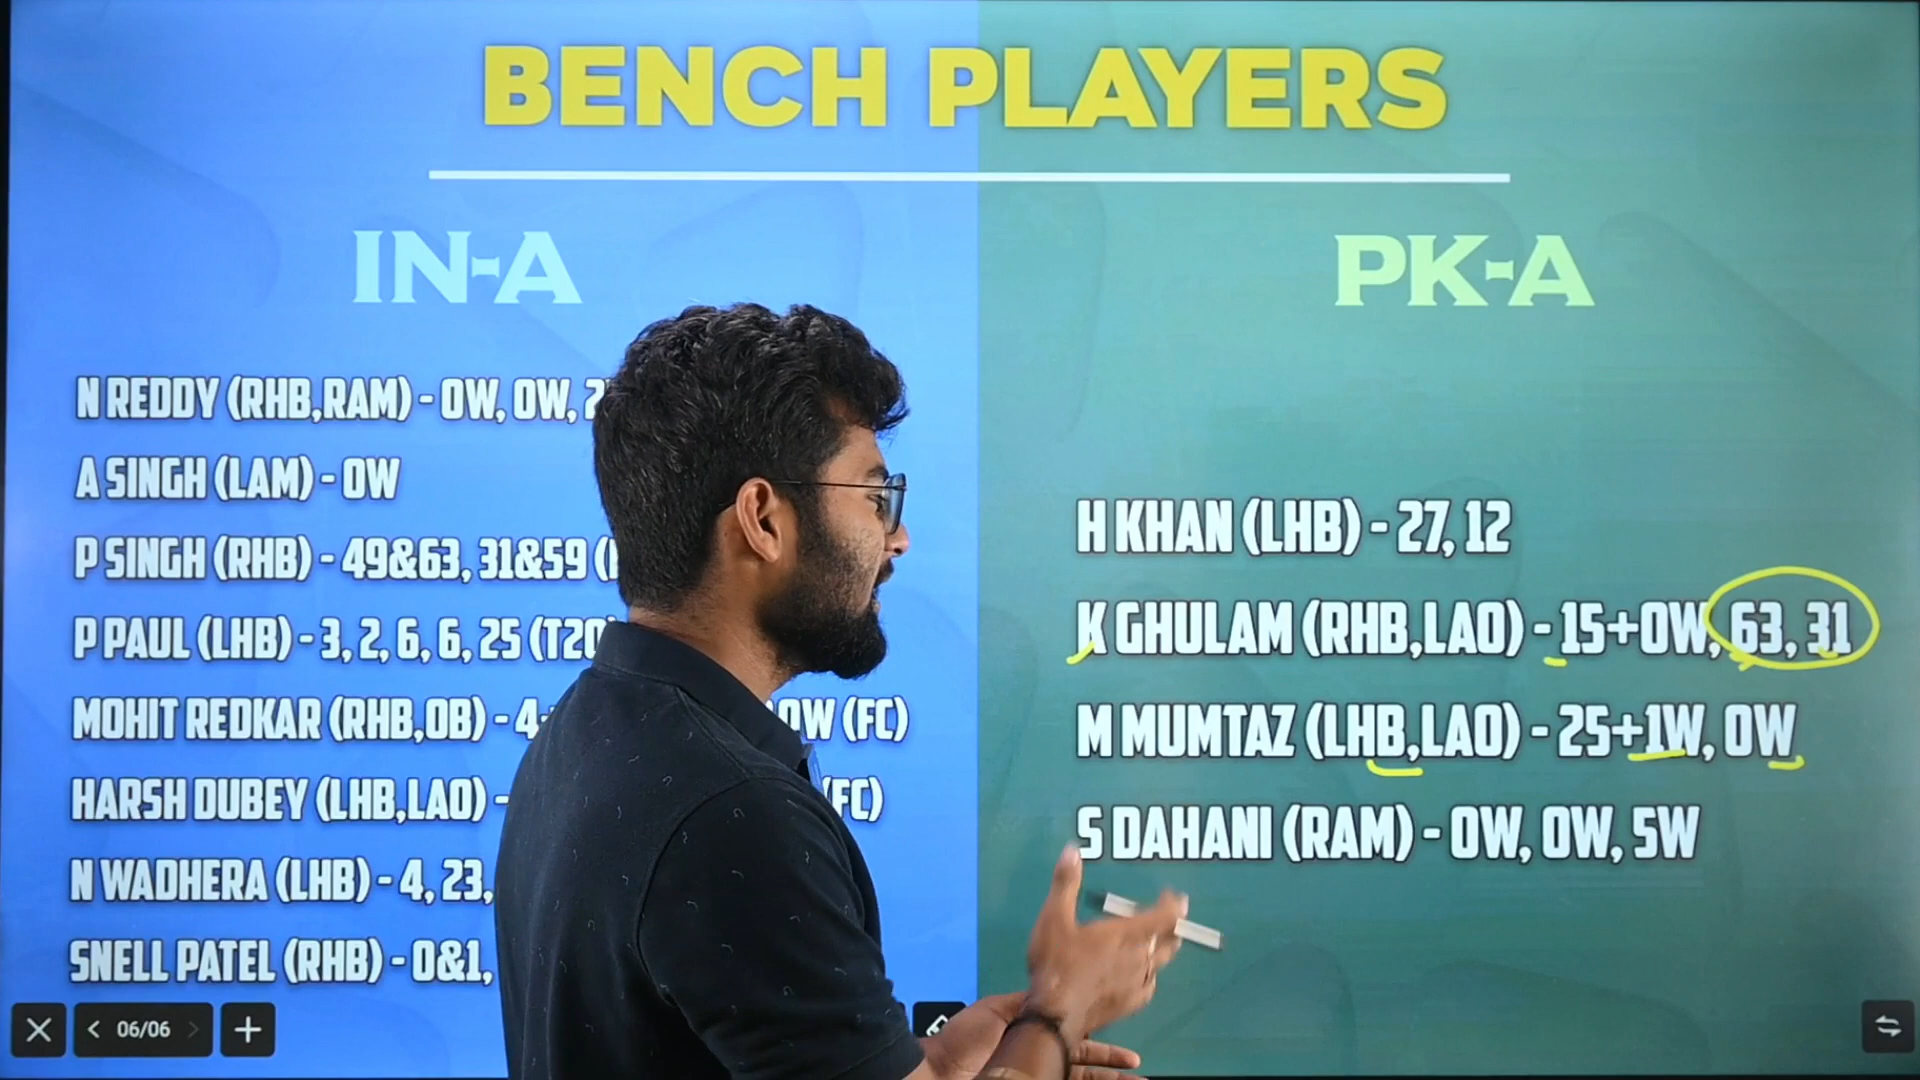 BENCH PLAYERS
IN-A
N REDDY (RHB,RAM) - 0W, 0W,
A SINGH (LAM) - 0W
P SINGH (RHB) - 49&63, 31&59
P PAUL (LHB) - 3, 2, 6, 6, 25 (T20)
MOHIT REDKAR (RHB,OB) - 4 0W (FC)
HARSH DUBEY (LHB,LAO) - (FC)
N WADHERA (LHB) - 4, 23,
SNELL PATEL (RHB) - 0&1,
PK-A
H KHAN (LHB) - 27, 12
K GHULAM (RHB,LAO) - 15+0W, 63, 31
M MUMTAZ (LHB,LAO) - 25+1W, 0W
S DAHANI (RAM) - 0W, 0W, 5W
06/06